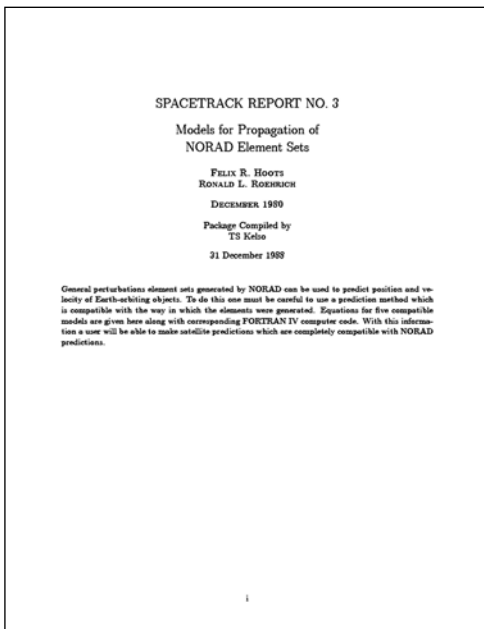 SPACETRACK REPORT NO. 3
Models for Propagation of
NORAD Element Sets
FELIX R. HOOTS
RONALD L. ROEHRICH
DECEMBER 1980
Package Compiled by
TS Kelso
31 December 1988
General perturbations element sets generated by NORAD can be used to predict position and ve-
locity of Earth-orbiting objects. To do this one must be careful to use a prediction method which
is compatible with the way in which the elements were generated. Equations for five compatible
models are given here along with corresponding FORTRAN IV computer code. With this informa-
tion a user will be able to make satellite predictions which are completely compatible with NORAD
predictions.
i